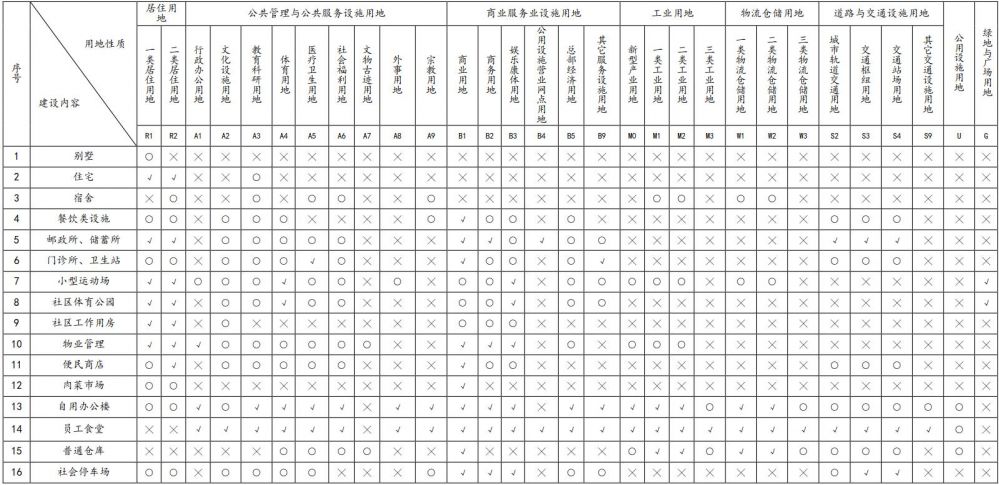 序号 用地性质 建设内容 居住用地 公共管理与公共服务设施用地 商业服务业设施用地 工业用地 物流仓储用地 道路与交通设施用地 公用设施用地 绿地与广场用地
一类居住用地 二类居住用地 行政办公用地 文化设施用地 教育科研用地 体育用地 医疗卫生用地 社会福利用地 文物古迹用地 外事用地 宗教用地 商业用地 商务用地 娱乐康体用地 公用设施营业网点用地 总部经济用地 其它服务设施用地 新型产业用地 一类工业用地 二类工业用地 三类工业用地 一类物流仓储用地 二类物流仓储用地 三类物流仓储用地 城市轨道交通用地 交通枢纽用地 交通站场用地 其它交通设施用地
R1 R2 A1 A2 A3 A4 A5 A6 A7 A8 A9 B1 B2 B3 B4 B5 B9 M0 M1 M2 M3 W1 W2 W3 S2 S3 S4 S9 U G
1 别墅 ○ × × × × × × × × × × × × × × × × × × × × × × × × × × × × ×
2 住宅 √ √ × × ○ × × × × × × × × × × × × × × × × × × × × × × × × ×
3 宿舍 × ○ × × ○ × ○ ○ × × ○ × × × × × × × ○ ○ × ○ ○ × × × × × × ×
4 餐饮类设施 ○ ○ × ○ ○ ○ × × × × ○ √ ○ ○ × ○ × × × × × × × × ○ ○ ○ × × ×
5 邮政所、储蓄所 √ √ × ○ ○ ○ ○ ○ × × × √ √ ○ √ ○ ○ × × × × × × × √ √ √ × × ×
6 门诊所、卫生站 ○ √ × ○ ○ ○ √ ○ × × × ○ ○ ○ × ○ √ × × × × × × × ○ ○ ○ × × ×
7 小型运动场 √ √ ○ ○ ○ √ ○ ○ × ○ × ○ ○ √ × ○ ○ ○ ○ ○ × ○ ○ × × × × × × √
8 社区体育公园 √ √ × ○ ○ √ ○ ○ × × × ○ ○ √ × ○ ○ × × × × × × × × × × × × √
9 社区工作用房 √ √ × ○ × × × × × × × ○ ○ ○ × × × × × × × × × × × × × × × ×
10 物业管理 √ √ × ○ ○ ○ ○ ○ ○ × × √ √ √ × ○ × ○ ○ ○ × × × × × × × × × ×
11 便民商店 ○ √ × ○ ○ ○ ○ ○ × × × √ ○ ○ × × × × × × × × × × ○ ○ ○ × × ×
12 肉菜市场 ○ ○ × × × × × × × × × √ × × × × × × × × × × × × × × × × × ×
13 自用办公楼 ○ ○ √ ○ √ √ √ √ × √ √ √ √ √ × √ √ √ √ √ ○ √ √ ○ ○ ○ ○ ○ ○ ×
14 员工食堂 × × √ √ √ √ √ √ × √ √ √ √ √ × √ √ √ √ √ √ √ √ √ √ √ √ √ ○ ×
15 普通仓库 × × × × × ○ ○ ○ ○ × × √ × × × × × ○ √ √ ○ √ √ ○ ○ ○ ○ × ○ ×
16 社会停车场 ○ ○ × ○ ○ ○ ○ × × × ○ √ √ √ × ○ ○ × × × × × × × ○ √ √ × × ×